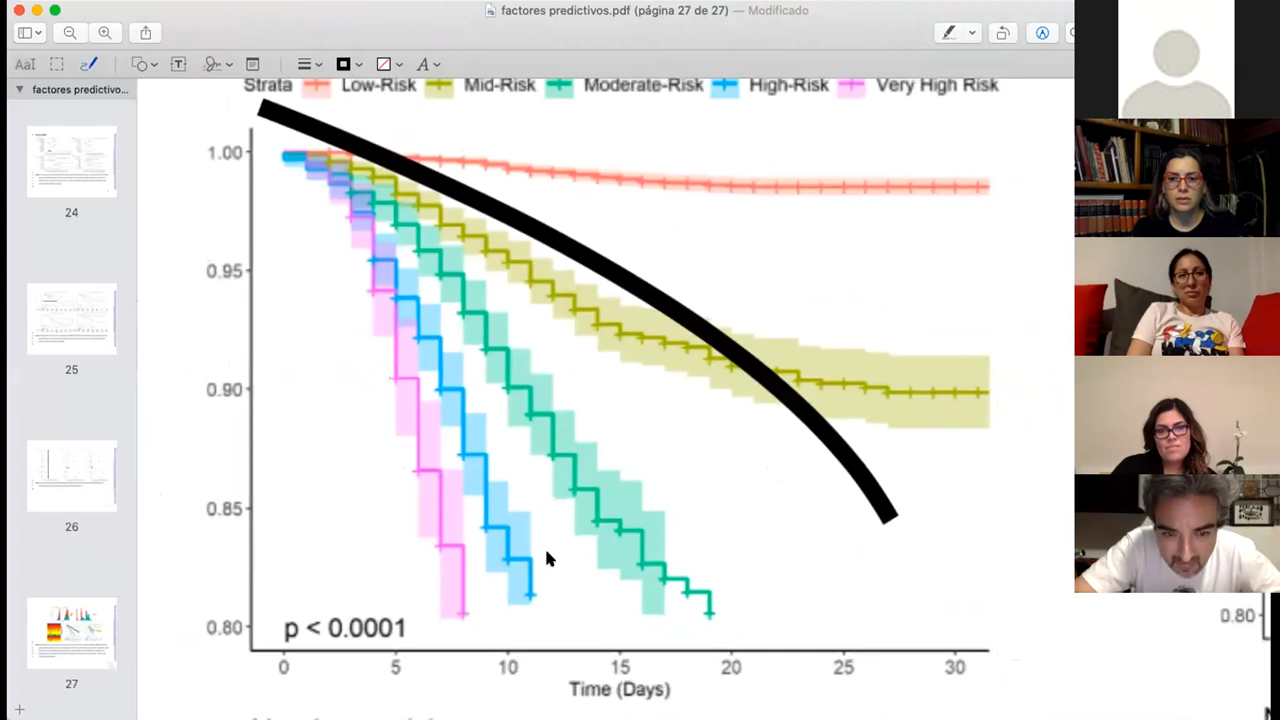 factores predictivos.pdf (página 27 de 27) — Modificado
AaI
A
factores predictivo...
24
25
26
27
Strata Low-Risk Mid-Risk Moderate-Risk High-Risk Very High Risk
1.00
0.95
0.90
0.85
0.80
p < 0.0001
0 5 10 15 20 25 30
Time (Days)
0.80